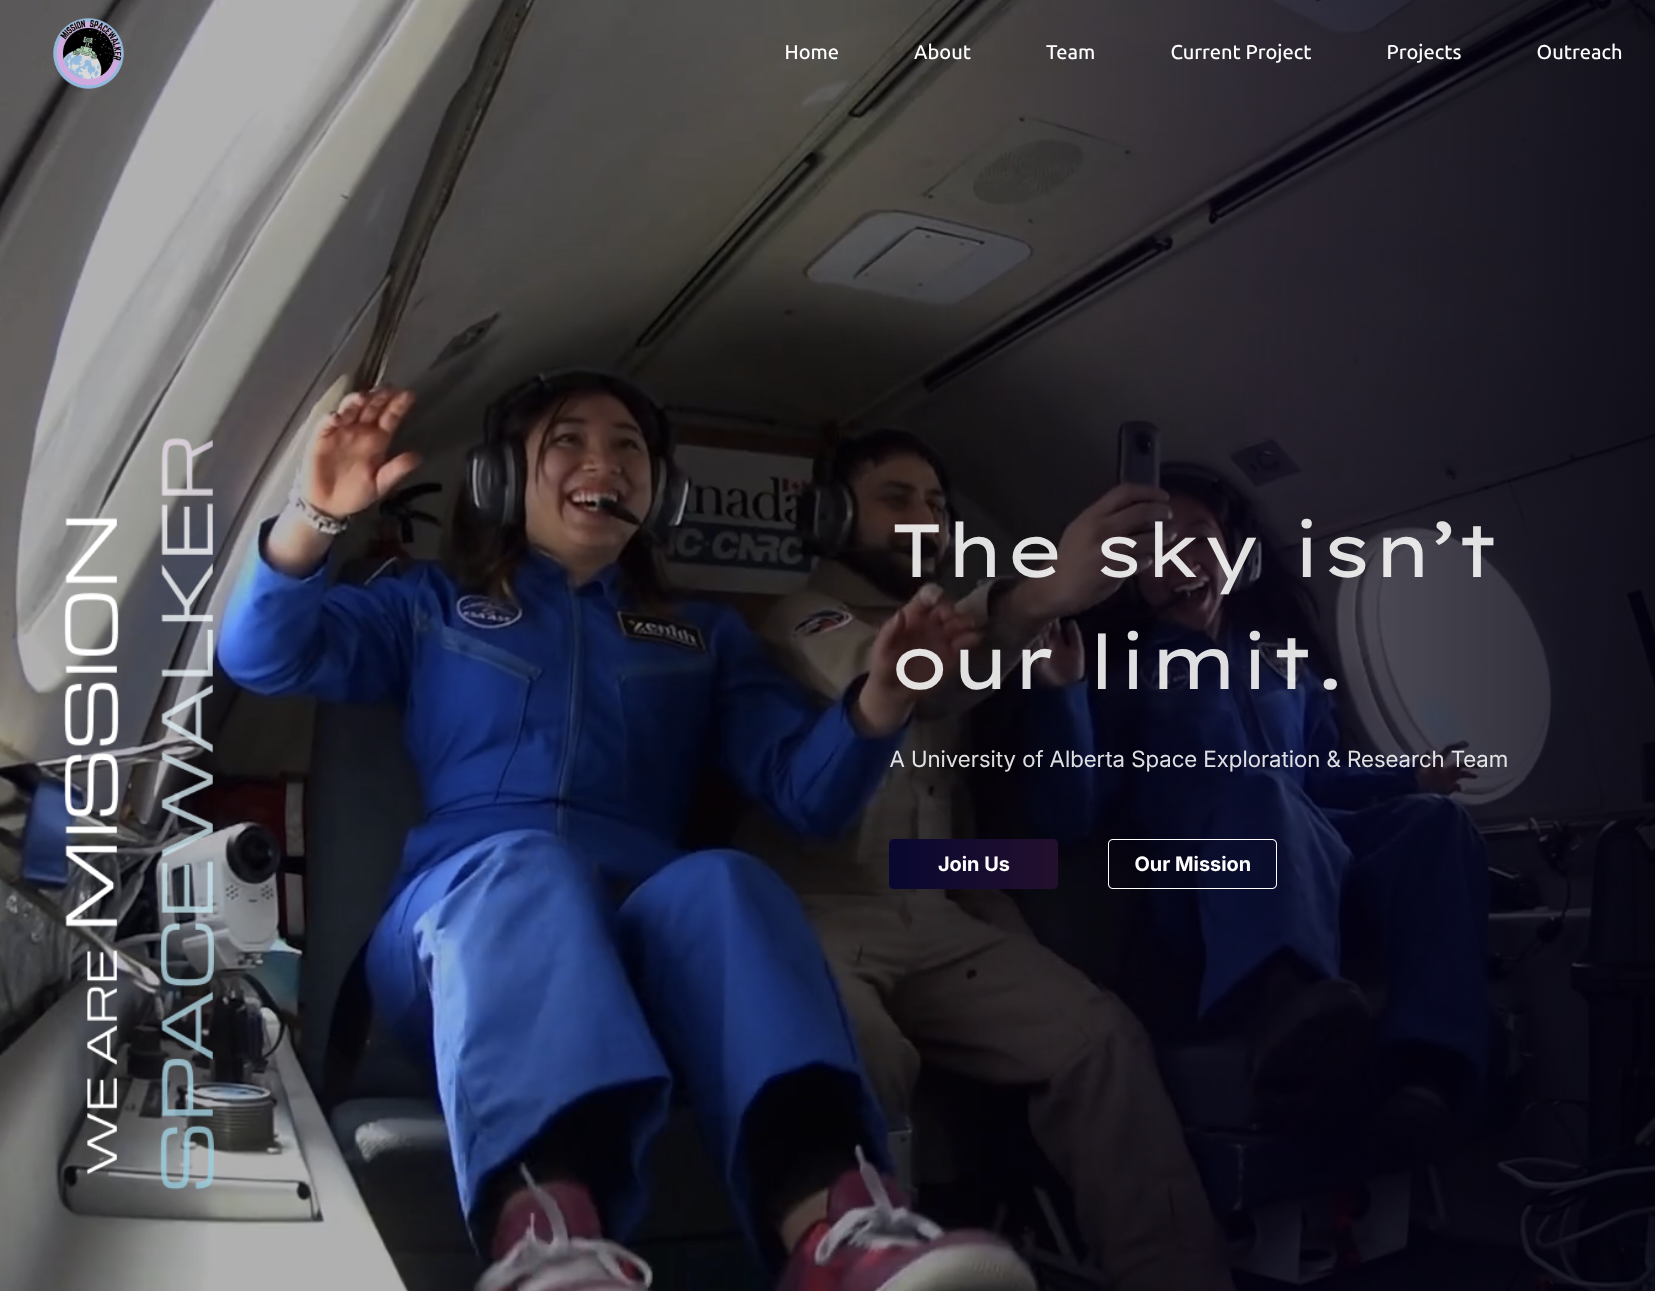 MISSION SPACEWALKER
Home
About
Team
Current Project
Projects
Outreach
WE ARE MISSION
SPACEWALKER
zenith
The sky isn’t
our limit.
A University of Alberta Space Exploration & Research Team
Join Us
Our Mission